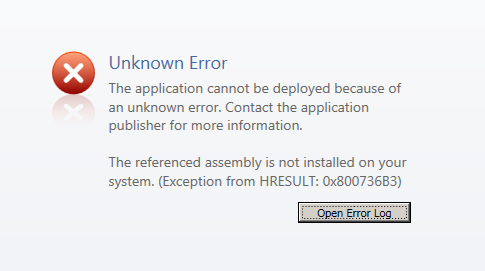 Unknown Error
The application cannot be deployed because of
an unknown error. Contact the application
publisher for more information.
The referenced assembly is not installed on your
system. (Exception from HRESULT: 0x800736B3)
Open Error Log